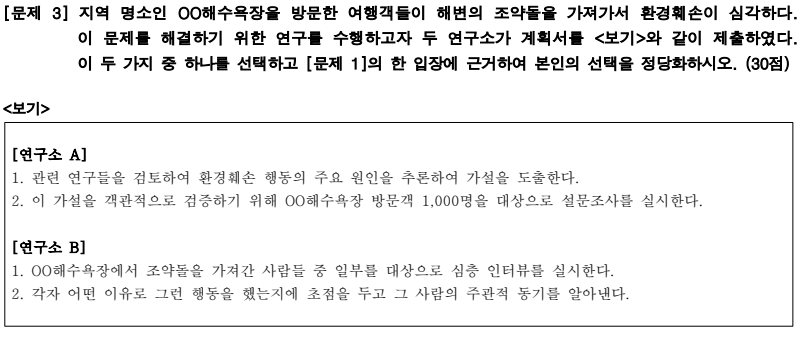 [문제 3] 지역 명소인 OO해수욕장을 방문한 여행객들이 해변의 조약돌을 가져가서 환경훼손이 심각하다.
이 문제를 해결하기 위한 연구를 수행하고자 두 연구소가 계획서를 <보기>와 같이 제출하였다.
이 두 가지 중 하나를 선택하고 [문제 1]의 한 입장에 근거하여 본인의 선택을 정당화하시오. (30점)
<보기>
[연구소 A]
1. 관련 연구들을 검토하여 환경훼손 행동의 주요 원인을 추론하여 가설을 도출한다.
2. 이 가설을 객관적으로 검증하기 위해 OO해수욕장 방문객 1,000명을 대상으로 설문조사를 실시한다.
[연구소 B]
1. OO해수욕장에서 조약돌을 가져간 사람들 중 일부를 대상으로 심층 인터뷰를 실시한다.
2. 각자 어떤 이유로 그런 행동을 했는지에 초점을 두고 그 사람의 주관적 동기를 알아낸다.